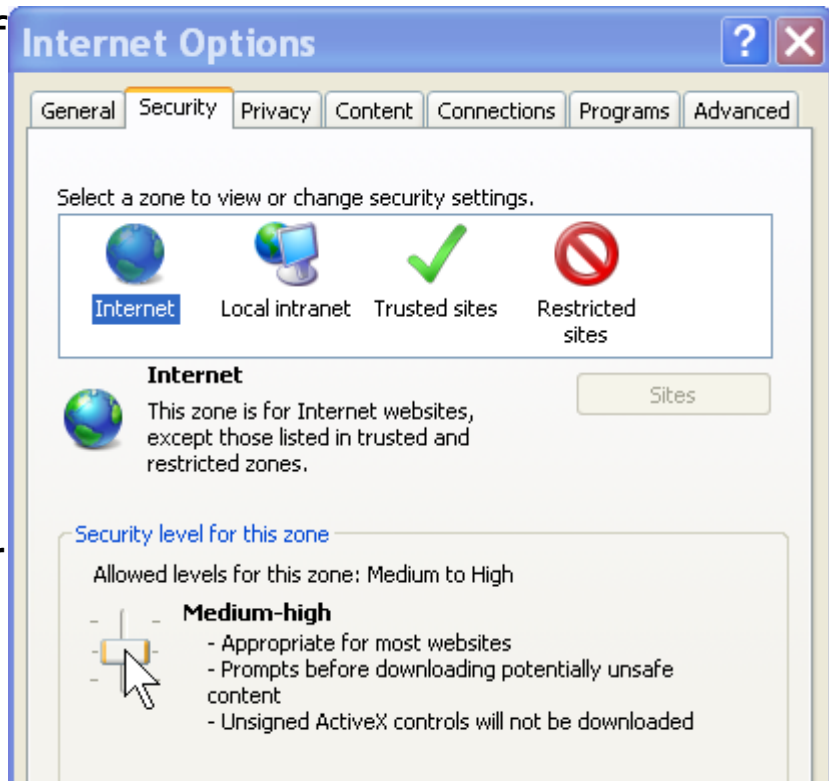 f
Internet Options
General Security Privacy Content Connections Programs Advanced
Select a zone to view or change security settings.
Internet Local intranet Trusted sites Restricted
sites
Internet
Sites
This zone is for Internet websites,
except those listed in trusted and
restricted zones.
Security level for this zone
Allowed levels for this zone: Medium to High
Medium-high
- Appropriate for most websites
- Prompts before downloading potentially unsafe
content
- Unsigned ActiveX controls will not be downloaded